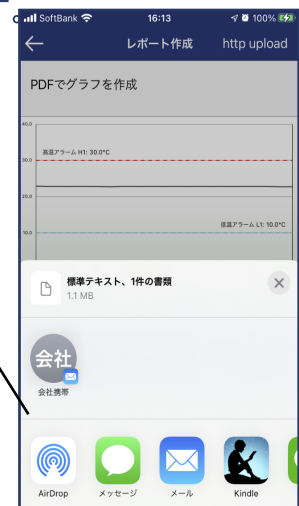 SoftBank 16:13 100%
レポート作成 http upload
PDFでグラフを作成
40.0
高温アラーム H1: 30.0°C
30.0
20.0
低温アラーム L1: 10.0°C
10.0
標準テキスト、1件の書類
1.1 MB
会社
会社携帯
AirDrop メッセージ メール Kindle